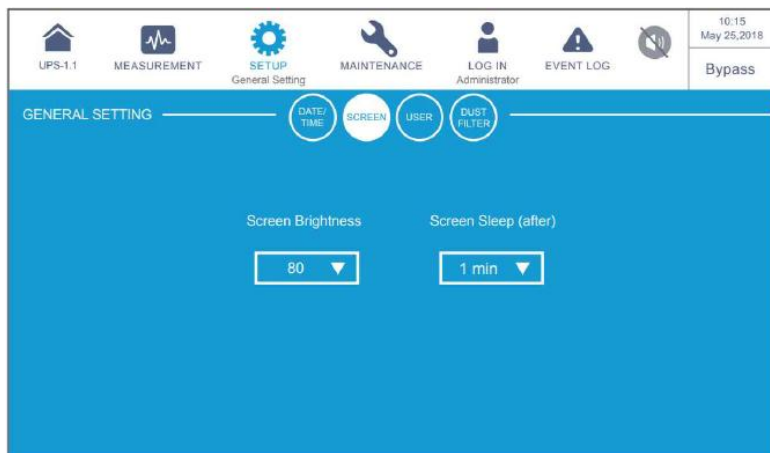 10:15
May 25,2018
UPS-1.1
MEASUREMENT
SETUP
General Setting
MAINTENANCE
LOG IN
Administrator
EVENT LOG
Bypass
GENERAL SETTING
DATE/
TIME
SCREEN
USER
DUST
FILTER
Screen Brightness
Screen Sleep (after)
80
1 min